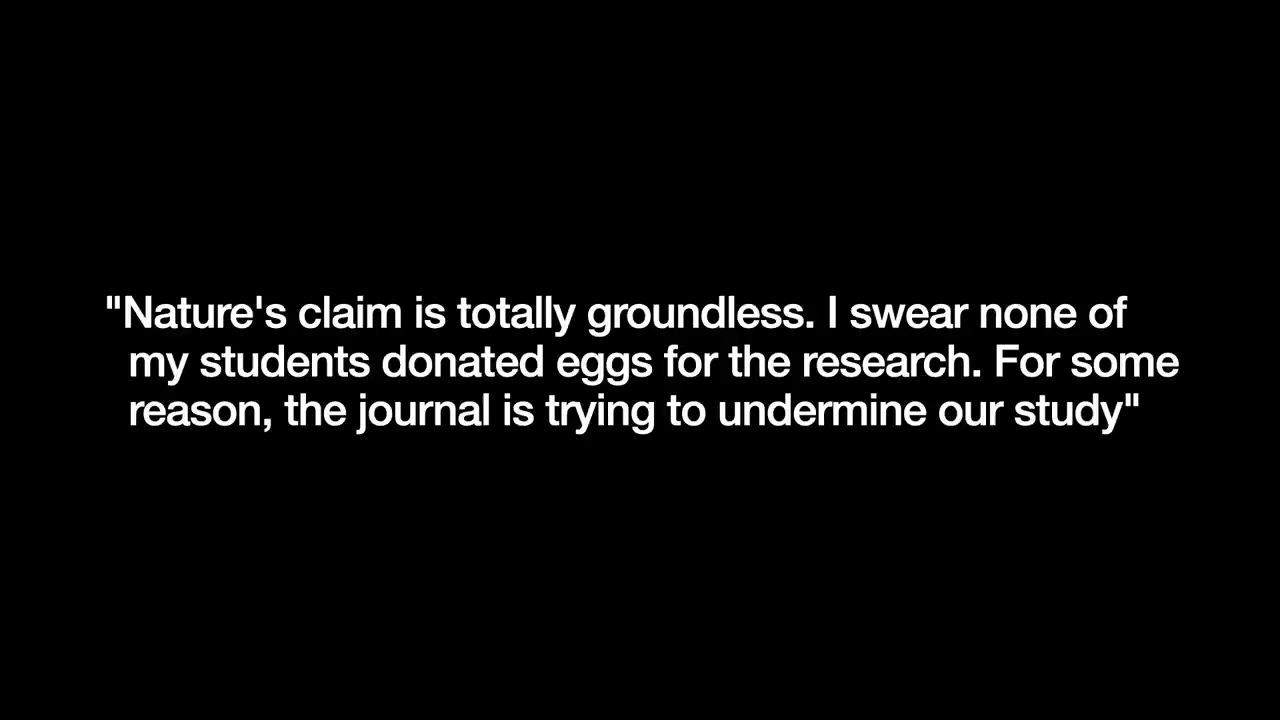 "Nature's claim is totally groundless. I swear none of
my students donated eggs for the research. For some
reason, the journal is trying to undermine our study"